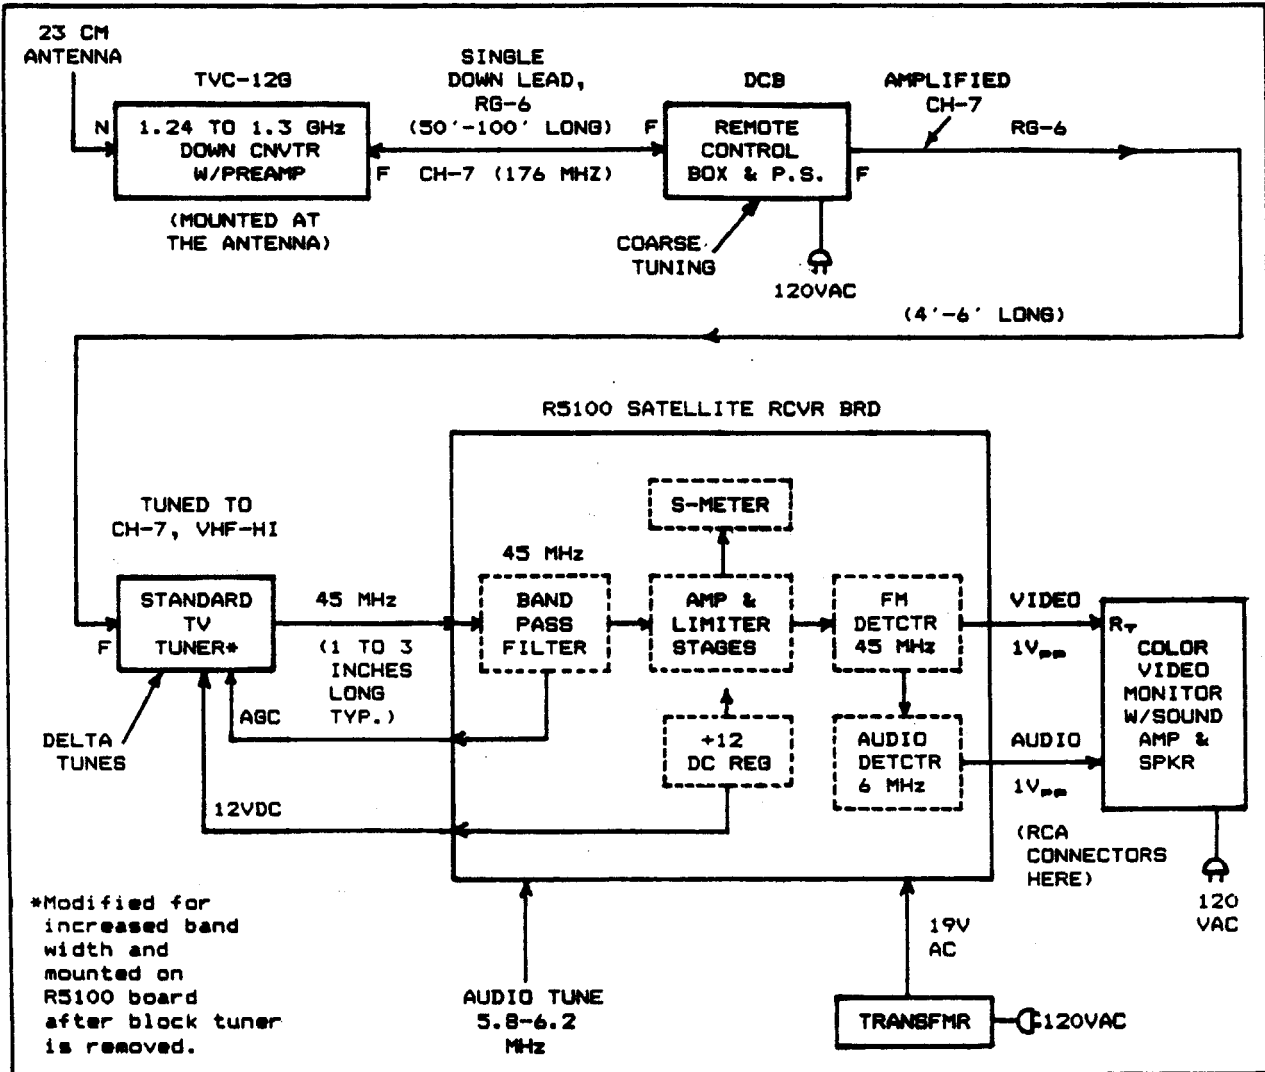 23 CM
ANTENNA
TVC-12G
N
1.24 TO 1.3 GHz
DOWN CNVTR
W/PREAMP
F
(MOUNTED AT
THE ANTENNA)
SINGLE
DOWN LEAD,
RG-6
(50'-100' LONG)
CH-7 (176 MHZ)
F
DCB
REMOTE
CONTROL
BOX & P.S.
F
AMPLIFIED
CH-7
RG-6
COARSE
TUNING
120VAC
(4'-6' LONG)
R5100 SATELLITE RCVR BRD
TUNED TO
CH-7, VHF-HI
F
STANDARD
TV
TUNER*
45 MHz
(1 TO 3
INCHES
LONG
TYP.)
AGC
DELTA
TUNES
12VDC
45 MHz
BAND
PASS
FILTER
S-METER
AMP &
LIMITER
STAGES
+12
DC REG
FM
DETCTR
45 MHz
AUDIO
DETCTR
6 MHz
VIDEO
1Vpp
AUDIO
1Vpp
(RCA
CONNECTORS
HERE)
COLOR
VIDEO
MONITOR
W/SOUND
AMP &
SPKR
120
VAC
*Modified for
increased band
width and
mounted on
R5100 board
after block tuner
is removed.
AUDIO TUNE
5.8-6.2
MHz
19V
AC
TRANSFMR
120VAC